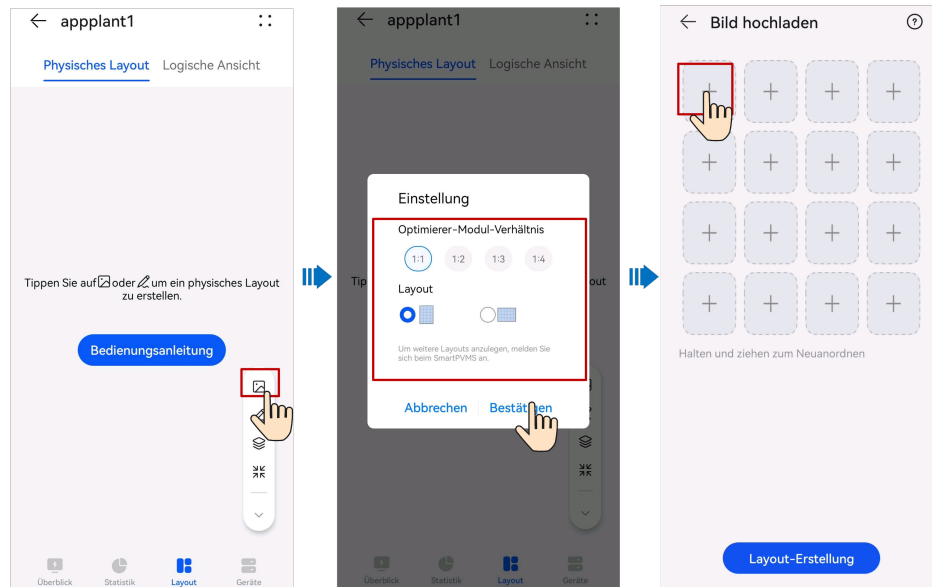 appplant1
Physisches Layout Logische Ansicht
Tippen Sie auf oder um ein physisches Layout
zu erstellen.
Bedienungsanleitung
Überblick Statistik Layout Geräte
appplant1
Physisches Layout Logische Ansicht
Einstellung
Optimierer-Modul-Verhältnis
1:1 1:2 1:3 1:4
Tip out
Layout
Um weitere Layouts anzulegen, melden Sie
sich beim SmartPVMS an.
Abbrechen Bestätigen
Überblick Statistik Layout Geräte
Bild hochladen ?
Halten und ziehen zum Neuanordnen
Layout-Erstellung